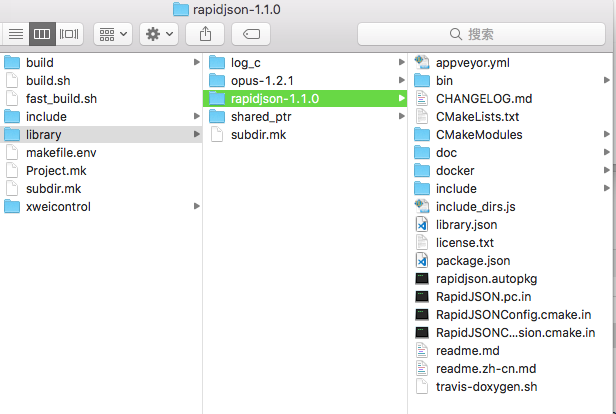 rapidjson-1.1.0
搜索
build
build.sh
fast_build.sh
include
library
makefile.env
Project.mk
subdir.mk
xweicontrol
log_c
opus-1.2.1
rapidjson-1.1.0
shared_ptr
subdir.mk
appveyor.yml
bin
CHANGELOG.md
CMakeLists.txt
CMakeModules
doc
docker
include
include_dirs.js
library.json
license.txt
package.json
rapidjson.autopkg
RapidJSON.pc.in
RapidJSONConfig.cmake.in
RapidJSONC...sion.cmake.in
readme.md
readme.zh-cn.md
travis-doxygen.sh